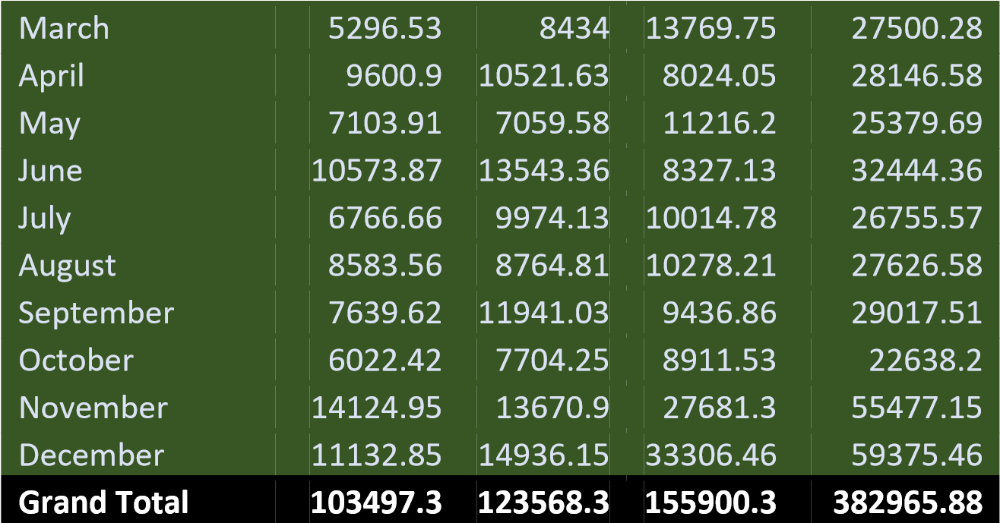 March 5296.53 8434 13769.75 27500.28
April 9600.9 10521.63 8024.05 28146.58
May 7103.91 7059.58 11216.2 25379.69
June 10573.87 13543.36 8327.13 32444.36
July 6766.66 9974.13 10014.78 26755.57
August 8583.56 8764.81 10278.21 27626.58
September 7639.62 11941.03 9436.86 29017.51
October 6022.42 7704.25 8911.53 22638.2
November 14124.95 13670.9 27681.3 55477.15
December 11132.85 14936.15 33306.46 59375.46
Grand Total 103497.3 123568.3 155900.3 382965.88